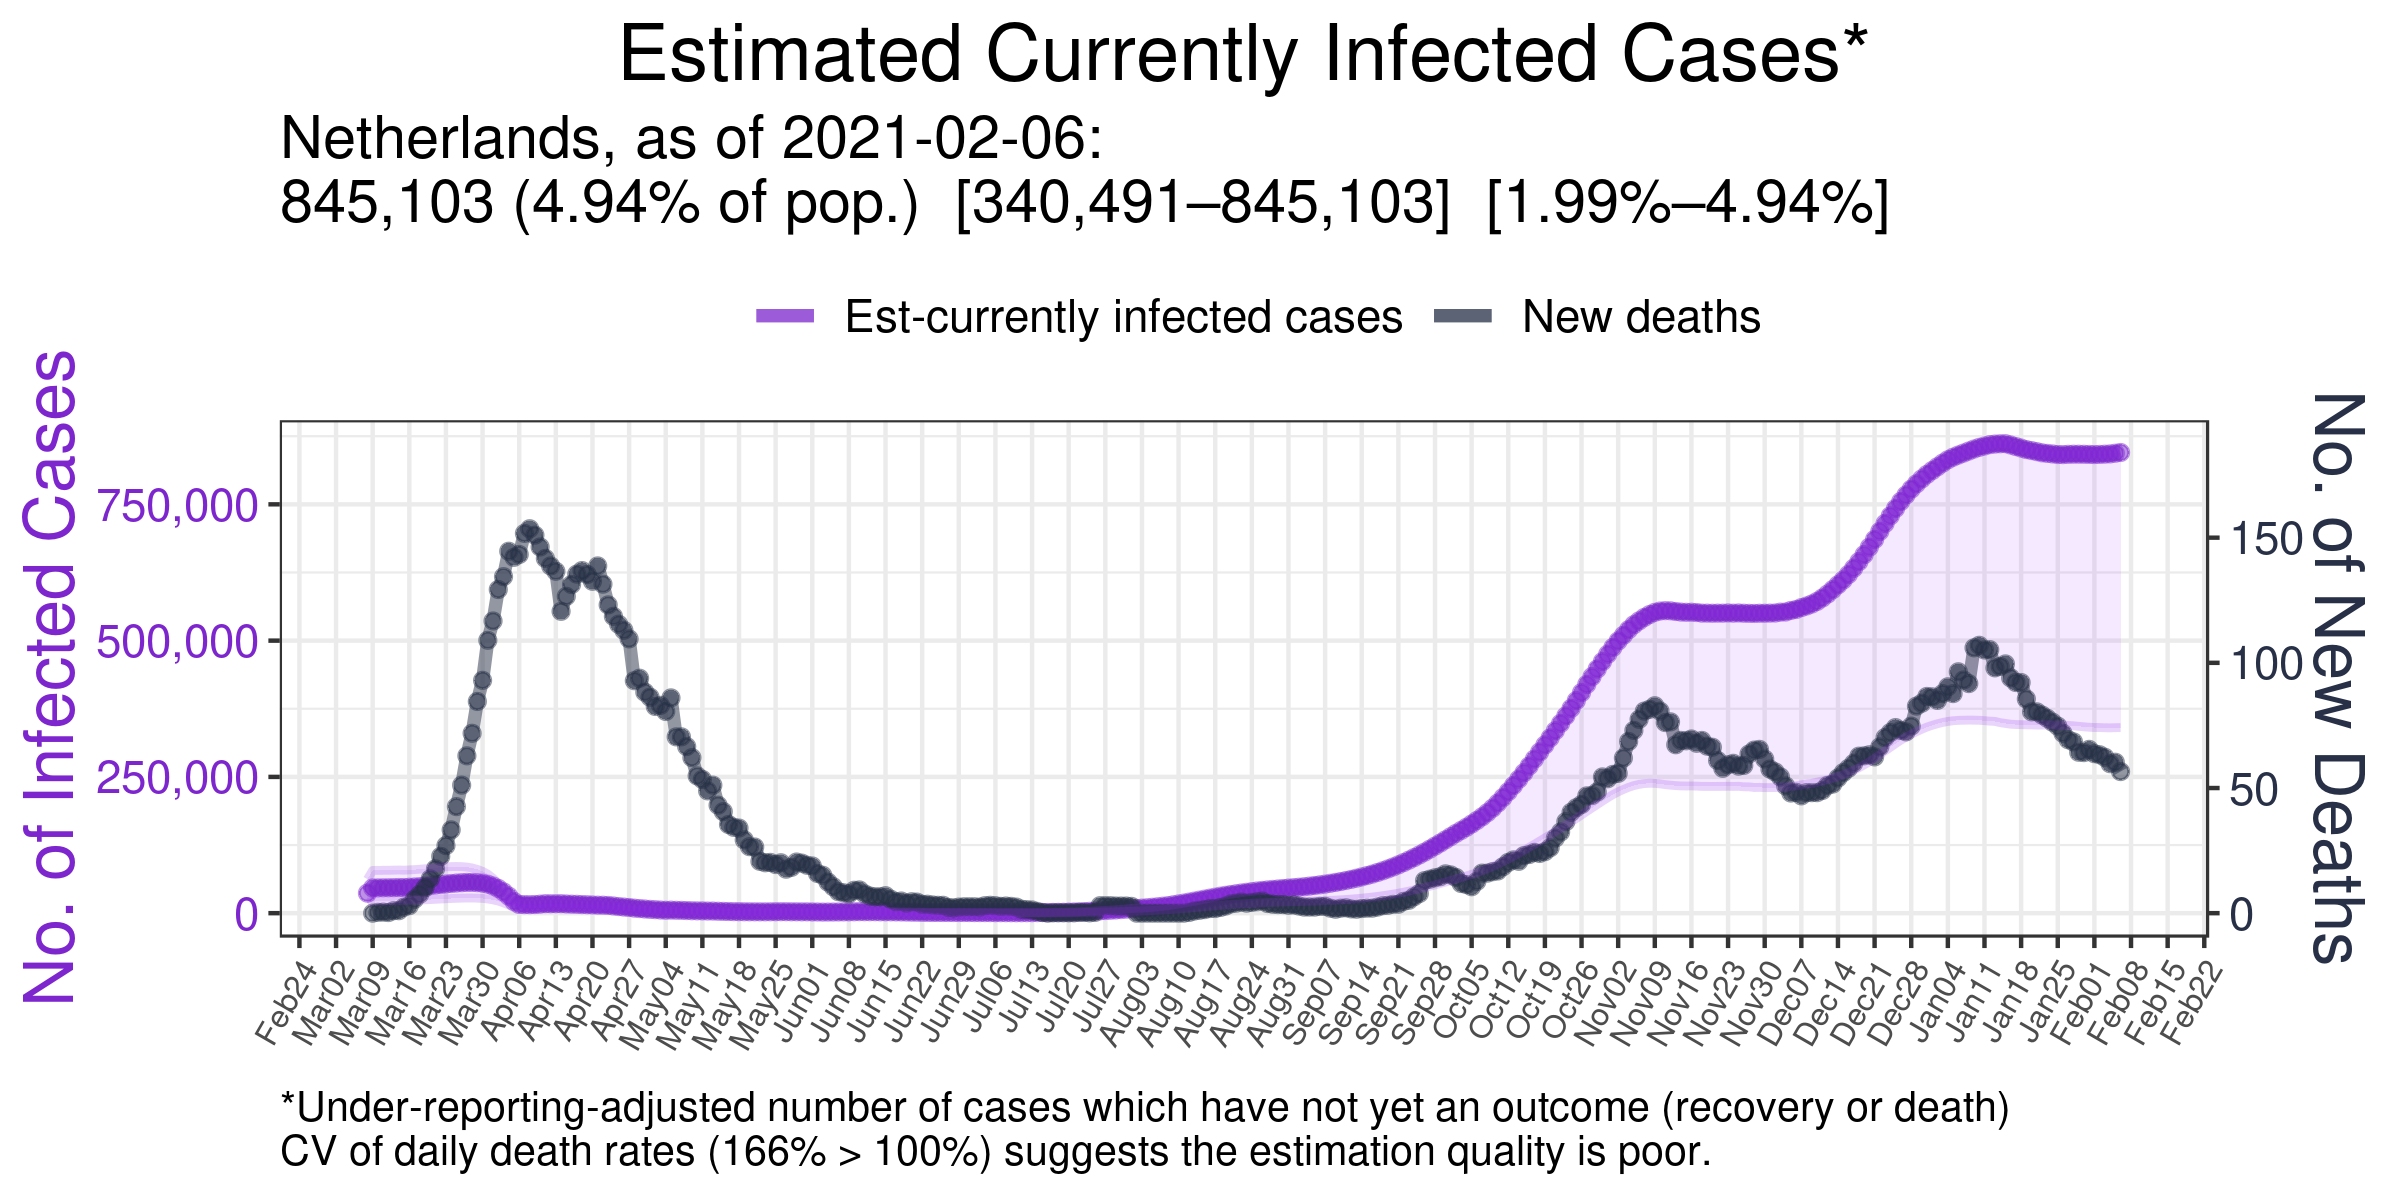 Estimated Currently Infected Cases*
Netherlands, as of 2021-02-06:
845,103 (4.94% of pop.) [340,491–845,103] [1.99%–4.94%]
Est-currently infected cases New deaths
No. of Infected Cases
750,000
500,000
250,000
0
150
100
50
0
No. of New Deaths
Feb24 Mar02 Mar09 Mar16 Mar23 Mar30 Apr06 Apr13 Apr20 Apr27 May04 May11 May18 May25 Jun01 Jun08 Jun15 Jun22 Jun29 Jul06 Jul13 Jul20 Jul27 Aug03 Aug10 Aug17 Aug24 Aug31 Sep07 Sep14 Sep21 Sep28 Oct05 Oct12 Oct19 Oct26 Nov02 Nov09 Nov16 Nov23 Nov30 Dec07 Dec14 Dec21 Dec28 Jan04 Jan11 Jan18 Jan25 Feb01 Feb08 Feb15 Feb22
*Under-reporting-adjusted number of cases which have not yet an outcome (recovery or death)
CV of daily death rates (166% > 100%) suggests the estimation quality is poor.